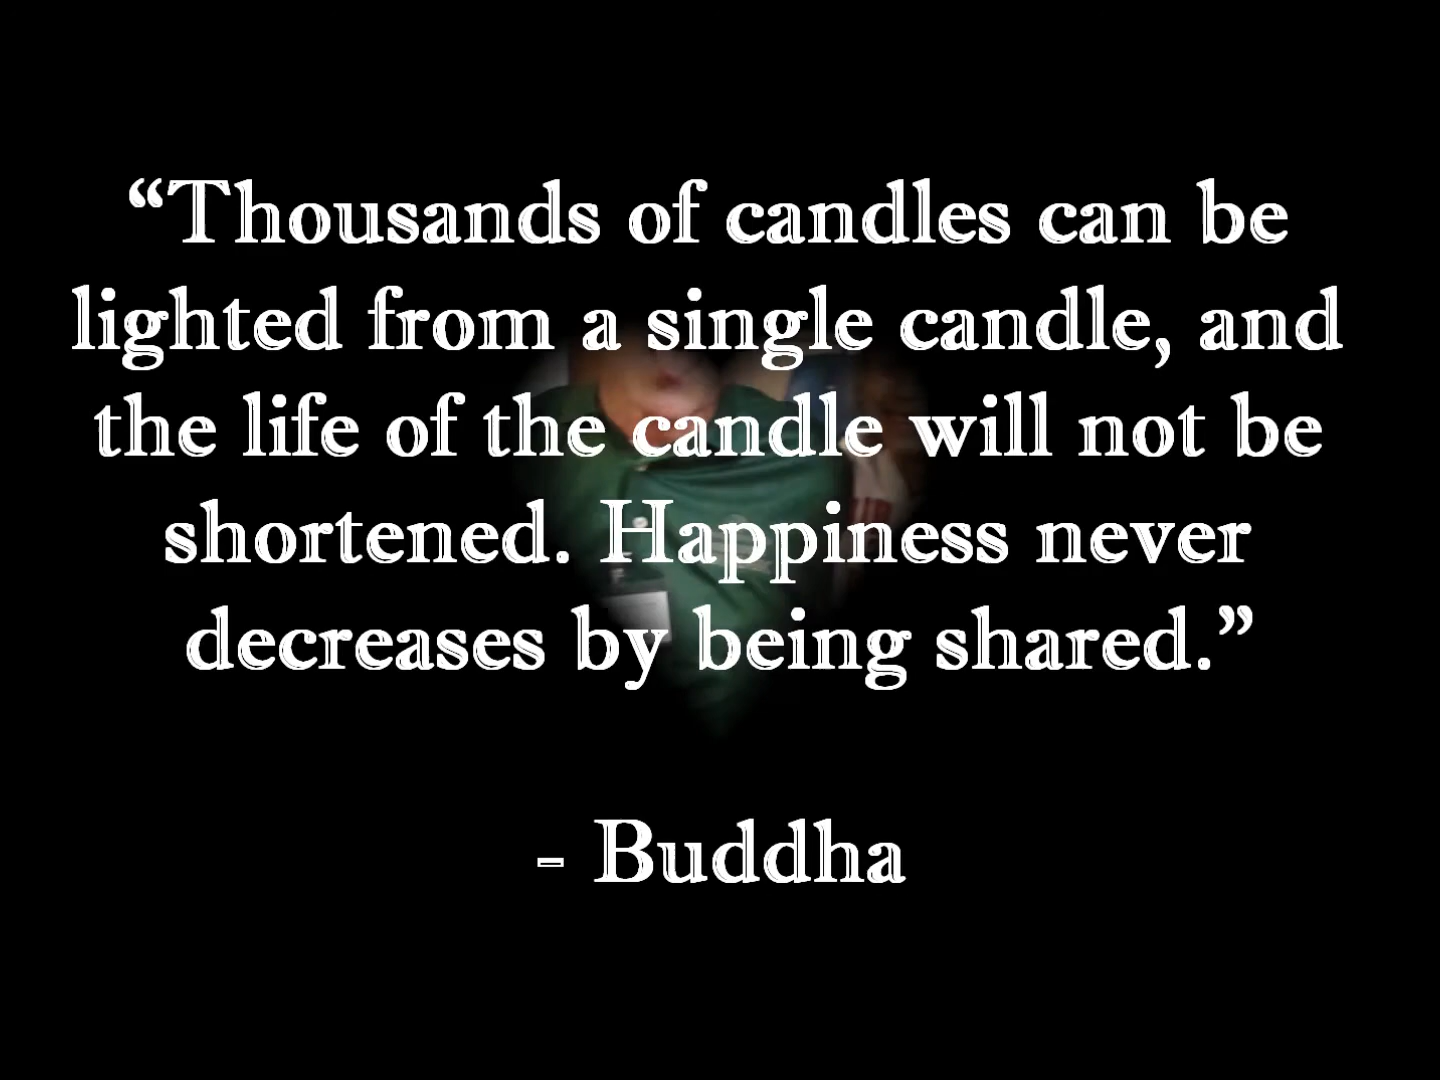 “Thousands of candles can be
lighted from a single candle, and
the life of the candle will not be
shortened. Happiness never
decreases by being shared.”
- Buddha